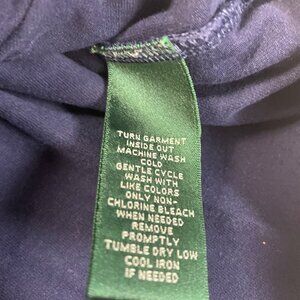 TURN GARMENT
INSIDE OUT
MACHINE WASH
COLD
GENTLE CYCLE
WASH WITH
LIKE COLORS
ONLY NON-
CHLORINE BLEACH
WHEN NEEDED
REMOVE
PROMPTLY
TUMBLE DRY LOW
COOL IRON
IF NEEDED